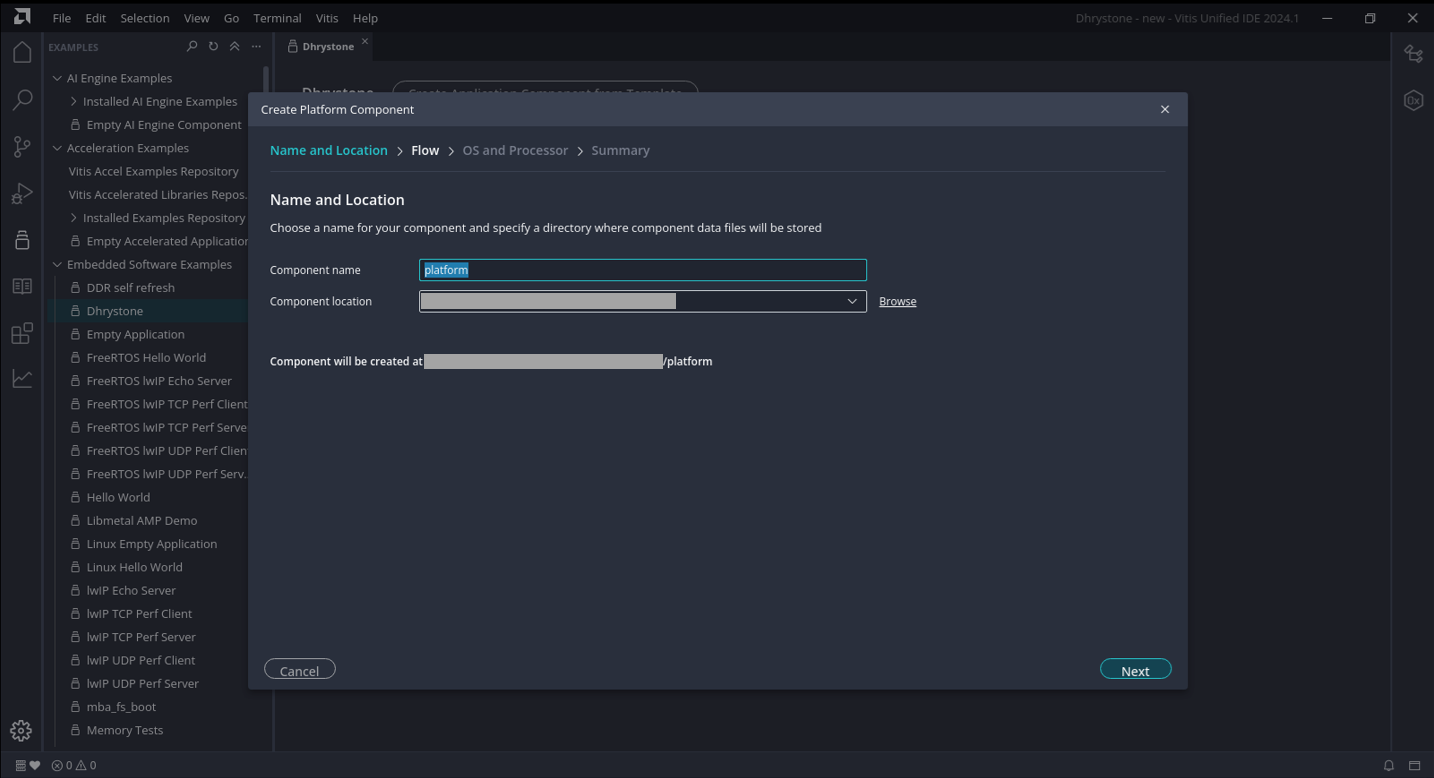 File Edit Selection View Go Terminal Vitis Help
Dhrystone - new - Vitis Unified IDE 2024.1
EXAMPLES
AI Engine Examples
Installed AI Engine Examples
Empty AI Engine Component
Acceleration Examples
Vitis Accel Examples Repository
Vitis Accelerated Libraries Repos...
Installed Examples Repository
Empty Accelerated Application
Embedded Software Examples
DDR self refresh
Dhrystone
Empty Application
FreeRTOS Hello World
FreeRTOS lwIP Echo Server
FreeRTOS lwIP TCP Perf Client
FreeRTOS lwIP TCP Perf Serve
FreeRTOS lwIP UDP Perf Clien
FreeRTOS lwIP UDP Perf Serv...
Hello World
Libmetal AMP Demo
Linux Empty Application
Linux Hello World
lwIP Echo Server
lwIP TCP Perf Client
lwIP TCP Perf Server
lwIP UDP Perf Client
lwIP UDP Perf Server
mba_fs_boot
Memory Tests
Dhrystone
Dhrystone Create Application Component from Template
Create Platform Component
Name and Location > Flow > OS and Processor > Summary
Name and Location
Choose a name for your component and specify a directory where component data files will be stored
Component name platform
Component location Browse
Component will be created at /platform
Cancel Next
0 0